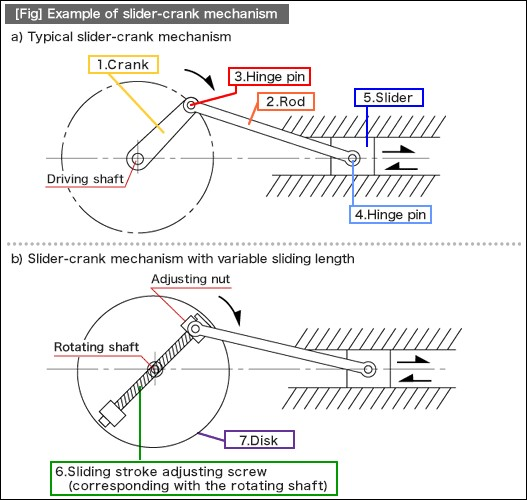 [Fig] Example of slider-crank mechanism
a) Typical slider-crank mechanism
1.Crank
3.Hinge pin
2.Rod
5.Slider
Driving shaft
4.Hinge pin
b) Slider-crank mechanism with variable sliding length
Adjusting nut
Rotating shaft
7.Disk
6.Sliding stroke adjusting screw
(corresponding with the rotating shaft)